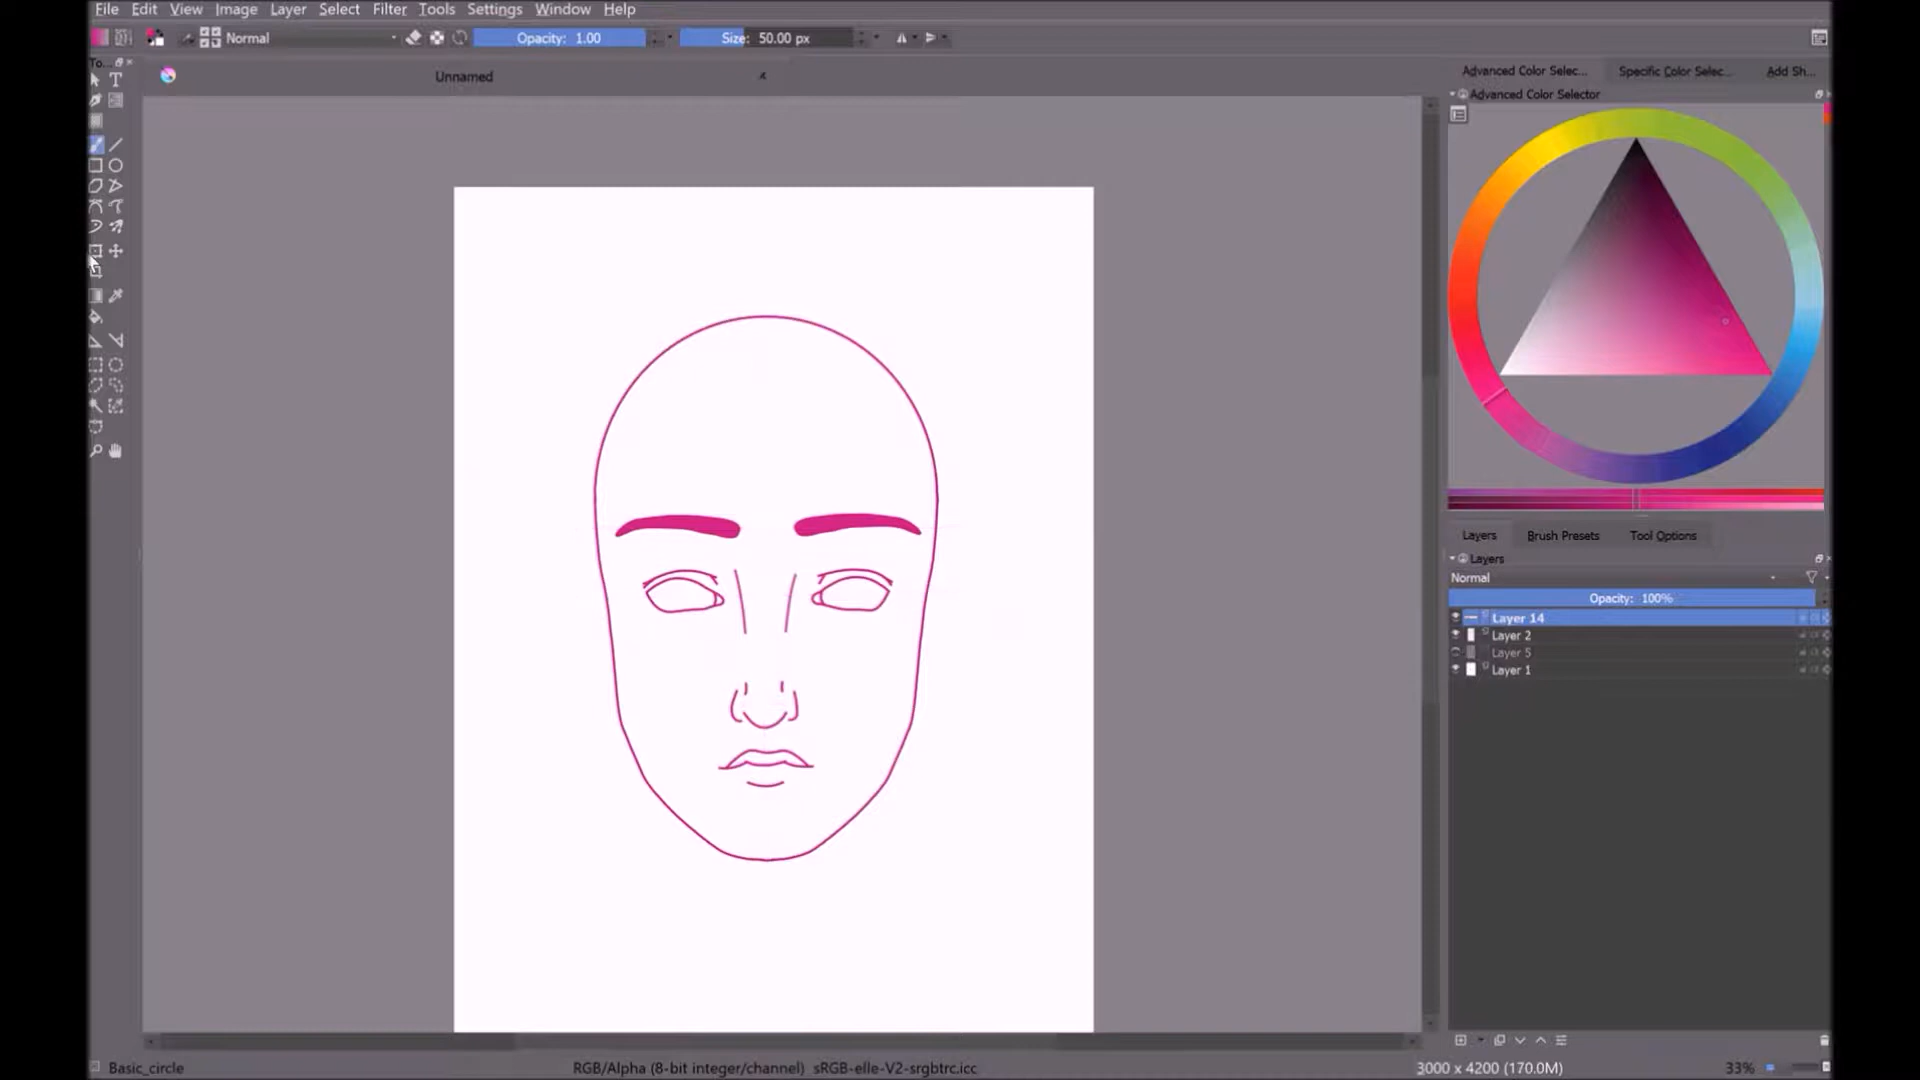 File Edit View Image Layer Select Filter Tools Settings Window Help
Normal Opacity: 1.00 Size: 50.00 px
To...
Unnamed
Advanced Color Selec... Specific Color Selec... Add Sh...
Advanced Color Selector
Layers Brush Presets Tool Options
Layers
Normal
Opacity: 100%
Layer 14
Layer 2
Layer 5
Layer 1
Basic_circle RGB/Alpha (8-bit integer/channel) sRGB-elle-V2-srgbtrc.icc 3000 x 4200 (170.0M) 33%